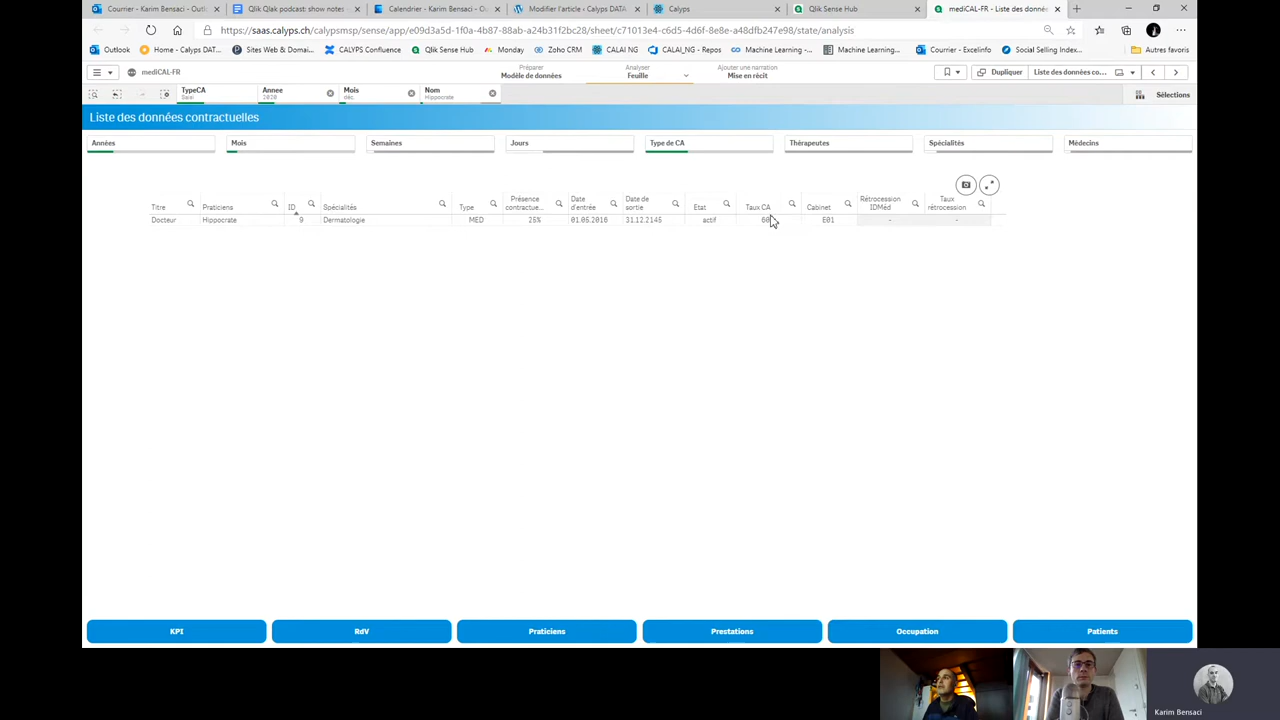 Courrier - Karim Bensaci - Outl
Qlik Qlak podcast: show notes
Calendrier - Karim Bensaci - Ou
Modifier l'article ‹ Calyps DATA
Calyps
Qlik Sense Hub
mediCAL-FR - Liste des donnée
https://saas.calyps.ch/calypsmsp/sense/app/e09d3a5d-1f0a-4b87-88ab-a24b31f2bc28/sheet/c71013e4-c6d5-4d6f-8e8e-a48dfb247e98/state/analysis
Outlook
Home - Calyps DAT...
Sites Web & Domai...
CALYPS Confluence
Qlik Sense Hub
Monday
Zoho CRM
CALAI NG
CALAI_NG - Repos
Machine Learning -...
Machine Learning...
Courrier - Excelinfo
Social Selling Index...
Autres favoris
mediCAL-FR
Préparer
Modèle de données
Analyser
Feuille
Ajouter une narration
Mise en récit
Dupliquer
Liste des données co...
TypeCA
Annee
2020
Mois
déc.
Nom
Hippocrate
Sélections
Liste des données contractuelles
Années
Mois
Semaines
Jours
Type de CA
Thérapeutes
Spécialités
Médecins
Titre
Praticiens
ID
Spécialités
Type
Présence contractue...
Date d'entrée
Date de sortie
Etat
Taux CA
Cabinet
Rétrocession IDMéd
Taux rétrocession
Docteur
Hippocrate
9
Dermatologie
MED
25%
01.05.2016
31.12.2145
actif
E01
-
-
KPI
RdV
Praticiens
Prestations
Occupation
Patients
Karim Bensaci